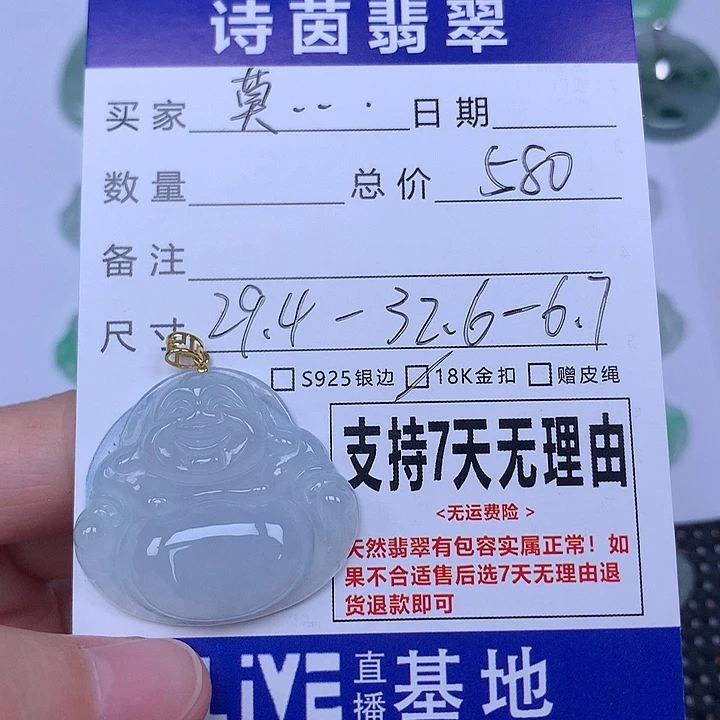 诗茵翡翠
买家 莫... 日期
数量 总价 580
备注
尺寸 29.4-32.6-6.7
S925银边 18K金扣 赠皮绳
支持7天无理由
<无运费险>
天然翡翠有包容实属正常！如
果不合适售后选7天无理由退
货退款即可
LiVE直播基地